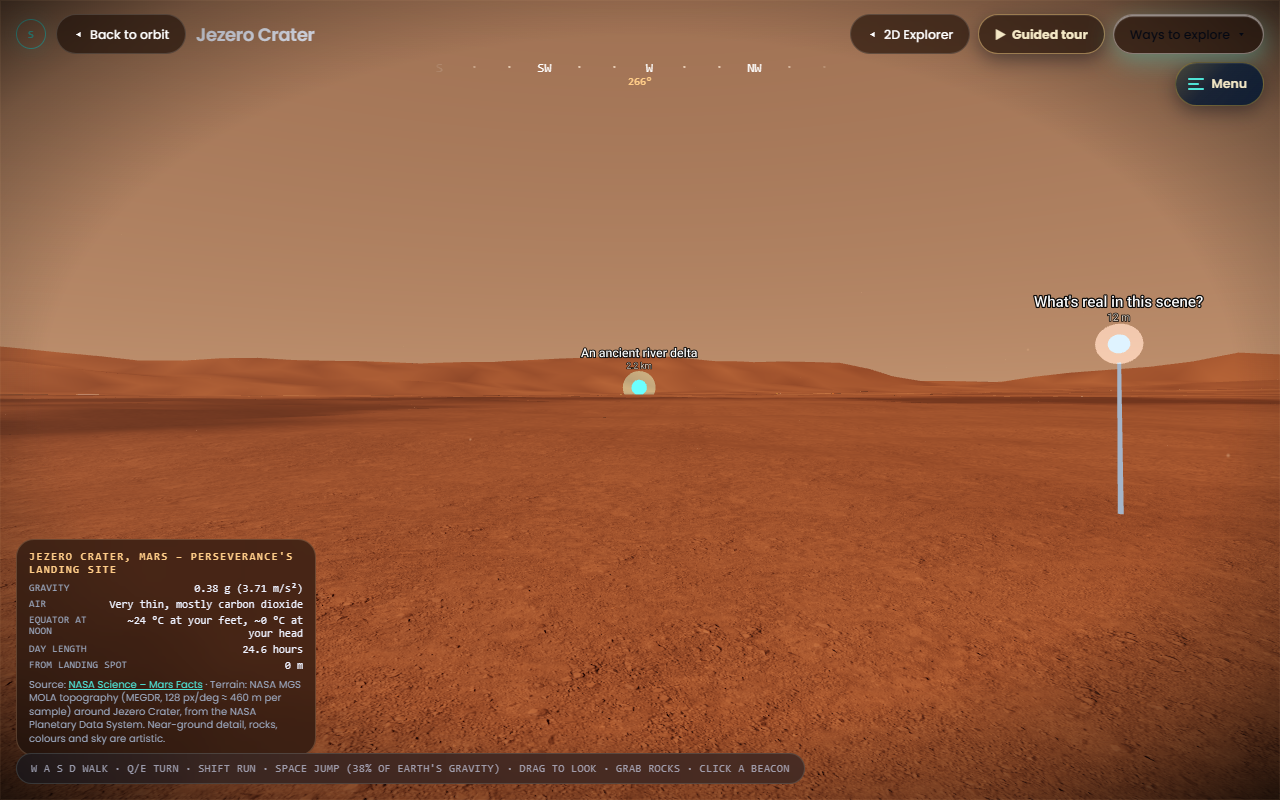 S
◂ Back to orbit
Jezero Crater
◂ 2D Explorer
▶ Guided tour
Ways to explore
S · · SW · · W · · NW · ·
266°
Menu
What's real in this scene?
12 m
An ancient river delta
2.2 km
JEZERO CRATER, MARS – PERSEVERANCE'S
LANDING SITE
GRAVITY 0.38 g (3.71 m/s²)
AIR Very thin, mostly carbon dioxide
EQUATOR AT NOON ~24 °C at your feet, ~0 °C at
your head
DAY LENGTH 24.6 hours
FROM LANDING SPOT 0 m
Source: NASA Science – Mars Facts · Terrain: NASA MGS
MOLA topography (MEGDR, 128 px/deg ≈ 460 m per
sample) around Jezero Crater, from the NASA
Planetary Data System. Near-ground detail, rocks,
colours and sky are artistic.
W A S D WALK · Q/E TURN · SHIFT RUN · SPACE JUMP (38% OF EARTH'S GRAVITY) · DRAG TO LOOK · GRAB ROCKS · CLICK A BEACON